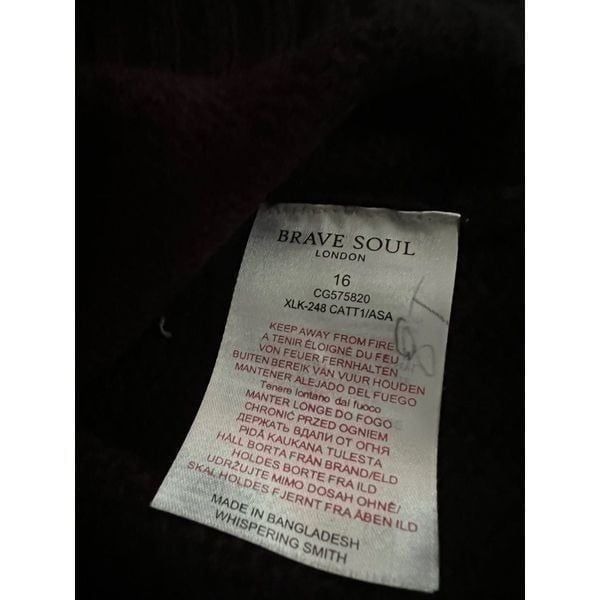 BRAVE SOUL
LONDON
16
CG575820
XLK-248 CATT1/ASA
KEEP AWAY FROM FIRE
A TENIR ÉLOIGNÉ DU FEU
VON FEUER FERNHALTEN
BUITEN BEREIK VAN VUUR HOUDEN
MANTENER ALEJADO DEL FUEGO
Tenere lontano dal fuoco
MANTER LONGE DO FOGO
CHRONIĆ PRZED OGNIEM
ДЕРЖАТЬ ВДАЛИ ОТ ОГНЯ
PIDÄ KAUKANA TULESTA
HÅLL BORTA FRÅN BRAND/ELD
HOLDES BORTE FRA ILD
UDRŽUJTE MIMO DOSAH OHNĚ/
SKAL HOLDES FJERNT FRA ÅBEN ILD
MADE IN BANGLADESH
WHISPERING SMITH